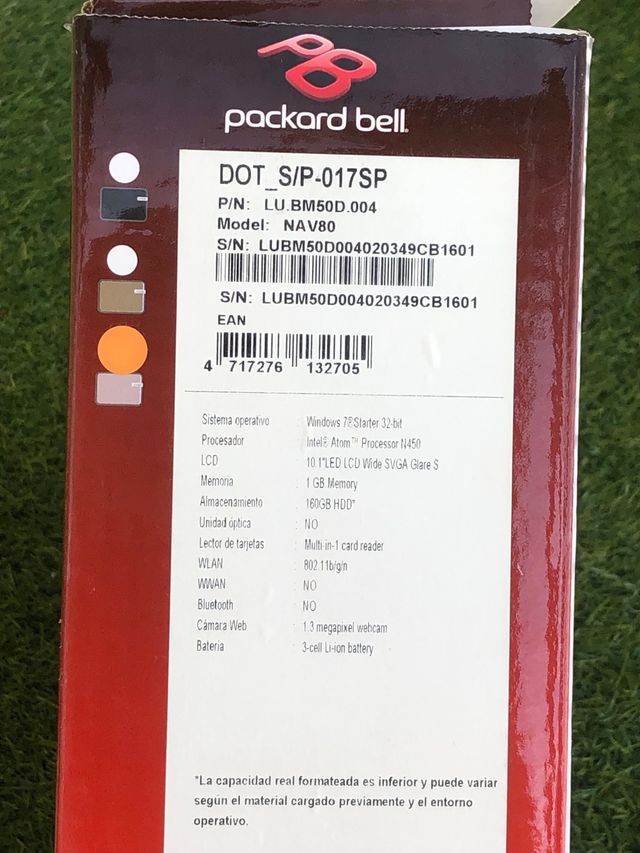 packard bell.
DOT_S/P-017SP
P/N: LU.BM50D.004
Model: NAV80
S/N: LUBM50D004020349CB1601
S/N: LUBM50D004020349CB1601
EAN
4 717276 132705
Sistema operativo : Windows 7® Starter 32-bit
Procesador : Intel® Atom™ Processor N450
LCD : 10.1"LED LCD Wide SVGA Glare S
Memoria : 1 GB Memory
Almacenamiento : 160GB HDD*
Unidad óptica : NO
Lector de tarjetas : Multi-in-1 card reader
WLAN : 802.11b/g/n
WWAN : NO
Bluetooth : NO
Cámara Web : 1.3 megapixel webcam
Batería : 3-cell Li-ion battery
*La capacidad real formateada es inferior y puede variar
según el material cargado previamente y el entorno
operativo.